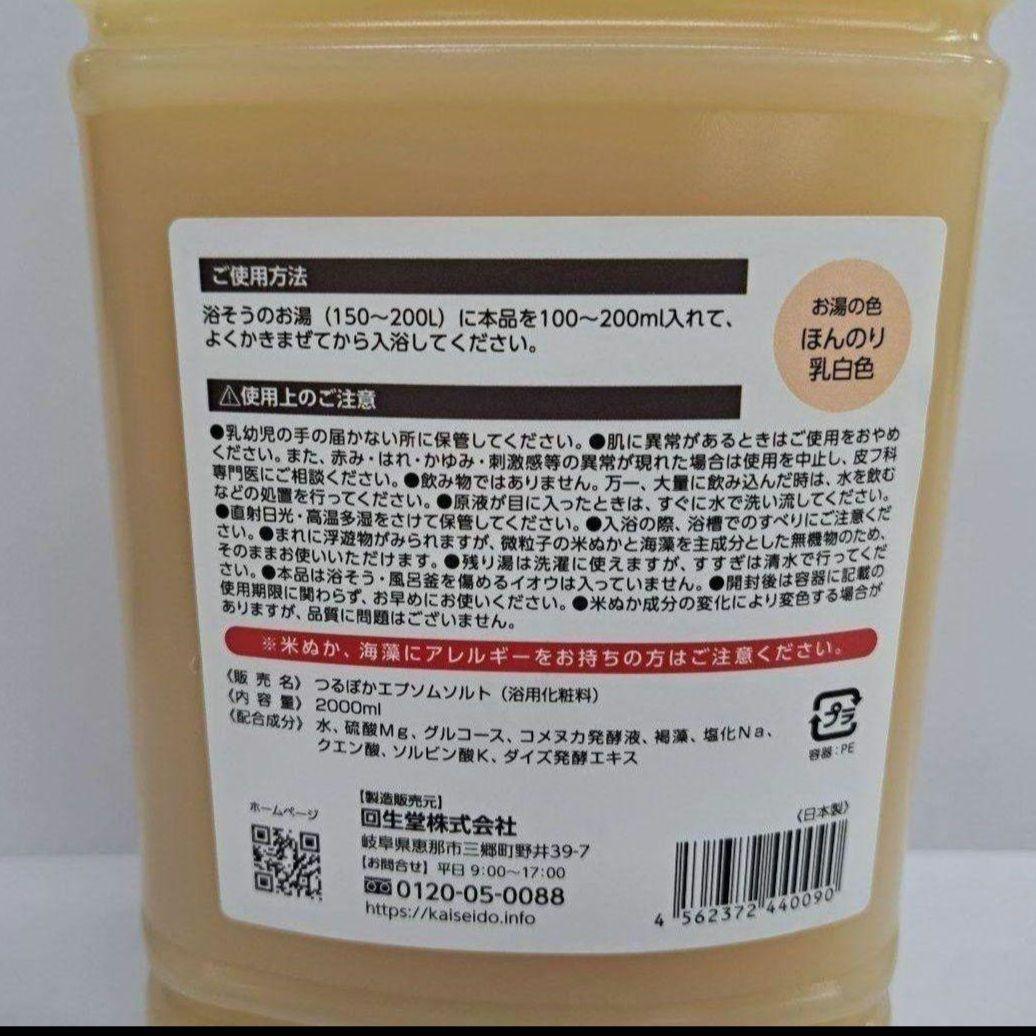 ご使用方法
浴そうのお湯（150〜200L）に本品を100〜200ml入れて、
よくかきまぜてから入浴してください。
お湯の色
ほんのり
乳白色
⚠使用上のご注意
●乳幼児の手の届かない所に保管してください。●肌に異常があるときはご使用をおやめ
ください。また、赤み・はれ・かゆみ・刺激感等の異常が現れた場合は使用を中止し、皮フ科
専門医にご相談ください。●飲み物ではありません。万一、大量に飲み込んだ時は、水を飲む
などの処置を行ってください。●原液が目に入ったときは、すぐに水で洗い流してください。
●直射日光・高温多湿をさけて保管してください。●入浴の際、浴槽でのすべりにご注意くだ
さい。●まれに浮遊物がみられますが、微粒子の米ぬかと海藻を主成分とした無機物のため、
そのままお使いいただけます。●残り湯は洗濯に使えますが、すすぎは清水で行ってくだ
さい。●本品は浴そう・風呂釜を傷めるイオウは入っていません。●開封後は容器に記載の
使用期限に関わらず、お早めにお使いください。●米ぬか成分の変化により変色する場合が
ありますが、品質に問題はございません。
※米ぬか、海藻にアレルギーをお持ちの方はご注意ください。
〈販売名〉つるぽかエプソムソルト（浴用化粧料）
〈内容量〉2000ml
〈配合成分〉水、硫酸Mg、グルコース、コメヌカ発酵液、褐藻、塩化Na、
クエン酸、ソルビン酸K、ダイズ発酵エキス
プラ
容器：PE
ホームページ
【製造販売元】
回生堂株式会社
岐阜県恵那市三郷町野井39-7
【お問合せ】平日 9:00〜17:00
0120-05-0088
https://kaiseido.info
〈日本製〉
4 562372 440090